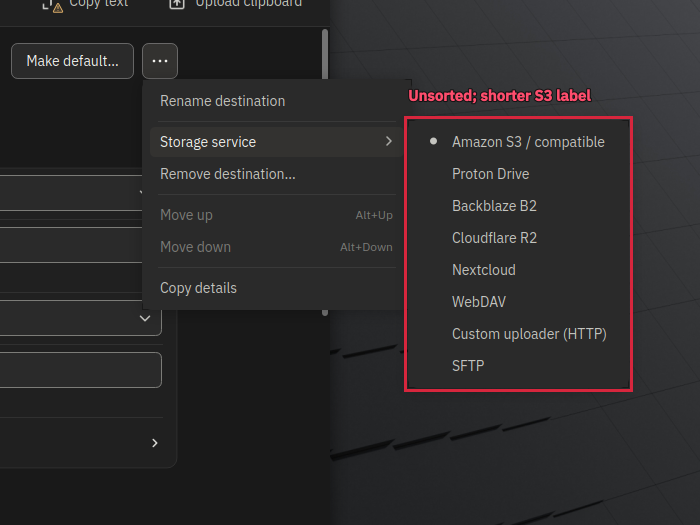 Copy text
Upload clipboard
Make default...
Rename destination
Storage service
Remove destination...
Move up Alt+Up
Move down Alt+Down
Copy details
Unsorted; shorter S3 label
Amazon S3 / compatible
Proton Drive
Backblaze B2
Cloudflare R2
Nextcloud
WebDAV
Custom uploader (HTTP)
SFTP